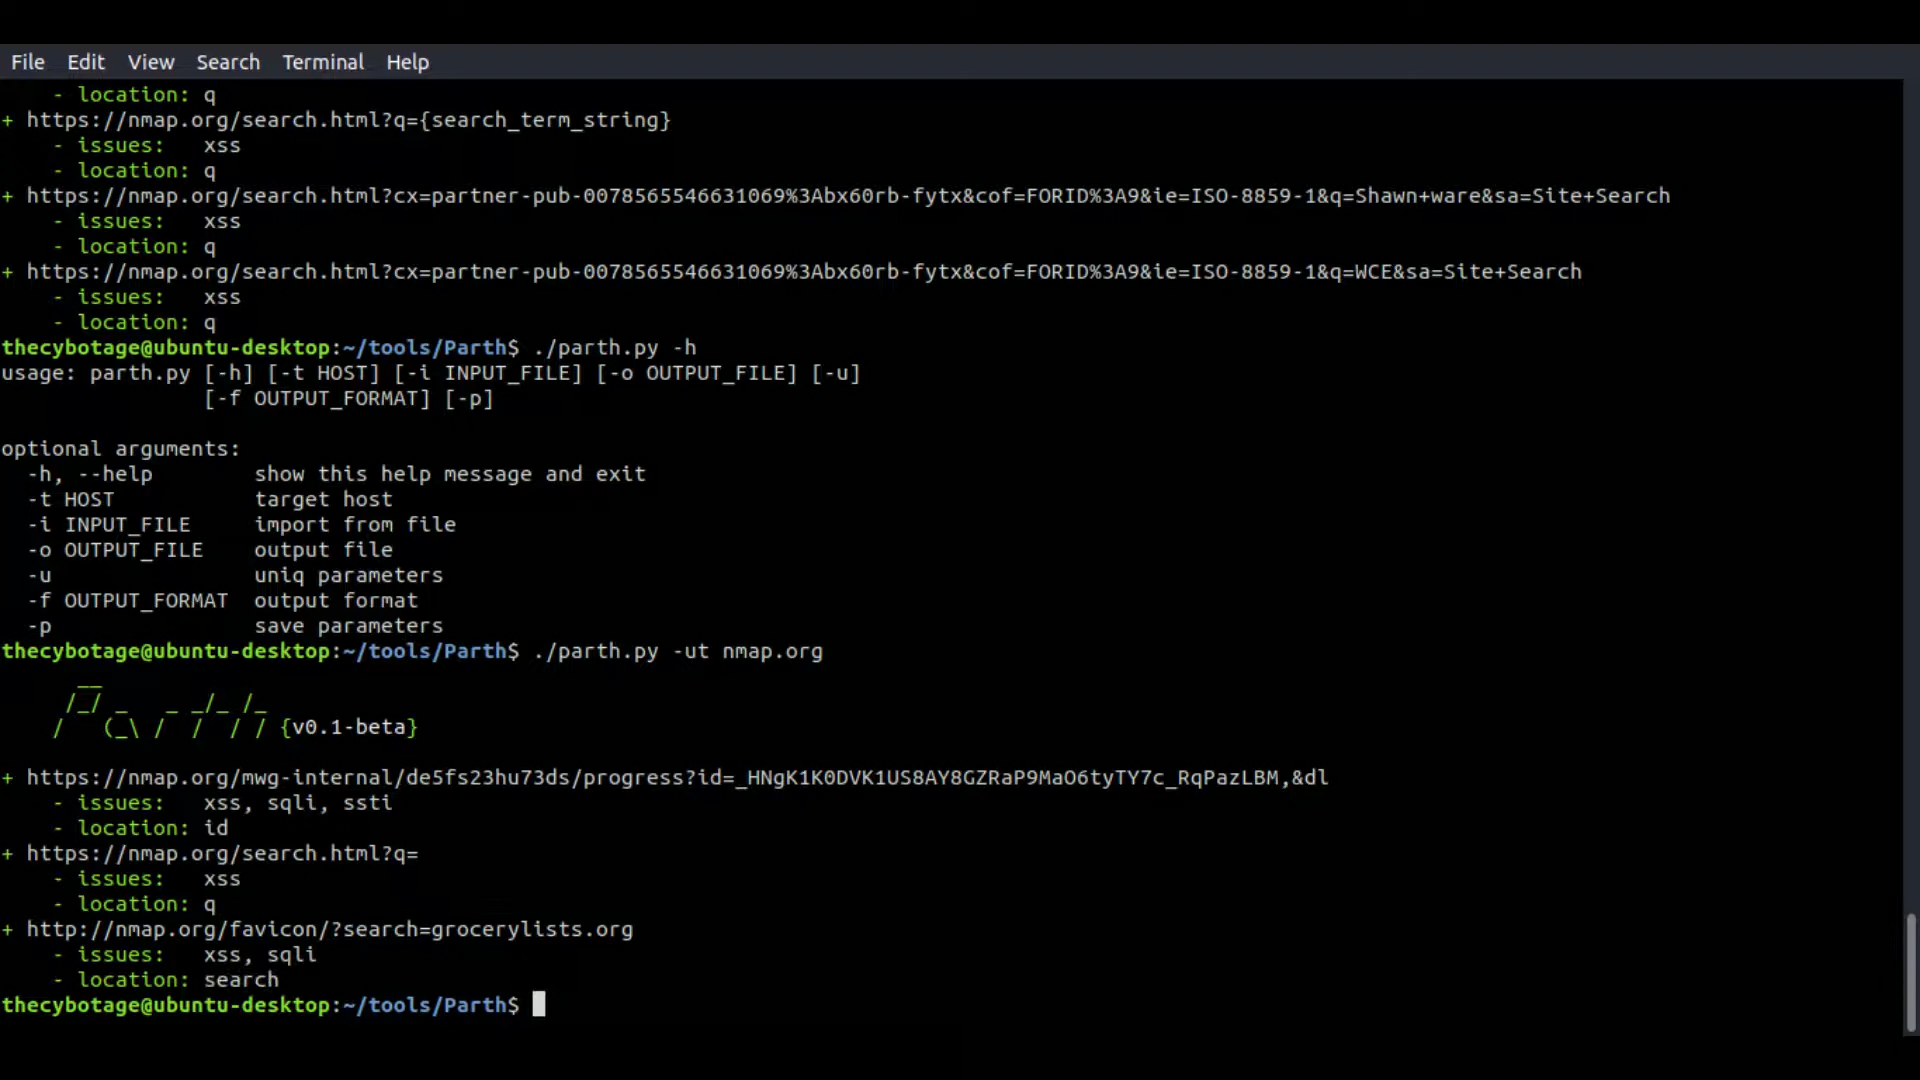 File Edit View Search Terminal Help
    - location: q
+ https://nmap.org/search.html?q={search_term_string}
    - issues:   xss
    - location: q
+ https://nmap.org/search.html?cx=partner-pub-0078565546631069%3Abx60rb-fytx&cof=FORID%3A9&ie=ISO-8859-1&q=Shawn+ware&sa=Site+Search
    - issues:   xss
    - location: q
+ https://nmap.org/search.html?cx=partner-pub-0078565546631069%3Abx60rb-fytx&cof=FORID%3A9&ie=ISO-8859-1&q=WCE&sa=Site+Search
    - issues:   xss
    - location: q
thecybotage@ubuntu-desktop:~/tools/Parth$ ./parth.py -h
usage: parth.py [-h] [-t HOST] [-i INPUT_FILE] [-o OUTPUT_FILE] [-u]
                [-f OUTPUT_FORMAT] [-p]
optional arguments:
  -h, --help        show this help message and exit
  -t HOST           target host
  -i INPUT_FILE     import from file
  -o OUTPUT_FILE    output file
  -u                uniq parameters
  -f OUTPUT_FORMAT  output format
  -p                save parameters
thecybotage@ubuntu-desktop:~/tools/Parth$ ./parth.py -ut nmap.org
      __
     /_/ _   _ _/_ /_
    /   (_\ /  /  / / {v0.1-beta}
+ https://nmap.org/mwg-internal/de5fs23hu73ds/progress?id=_HNgK1K0DVK1US8AY8GZRaP9MaO6tyTY7c_RqPazLBM,&dl
    - issues:   xss, sqli, ssti
    - location: id
+ https://nmap.org/search.html?q=
    - issues:   xss
    - location: q
+ http://nmap.org/favicon/?search=grocerylists.org
    - issues:   xss, sqli
    - location: search
thecybotage@ubuntu-desktop:~/tools/Parth$